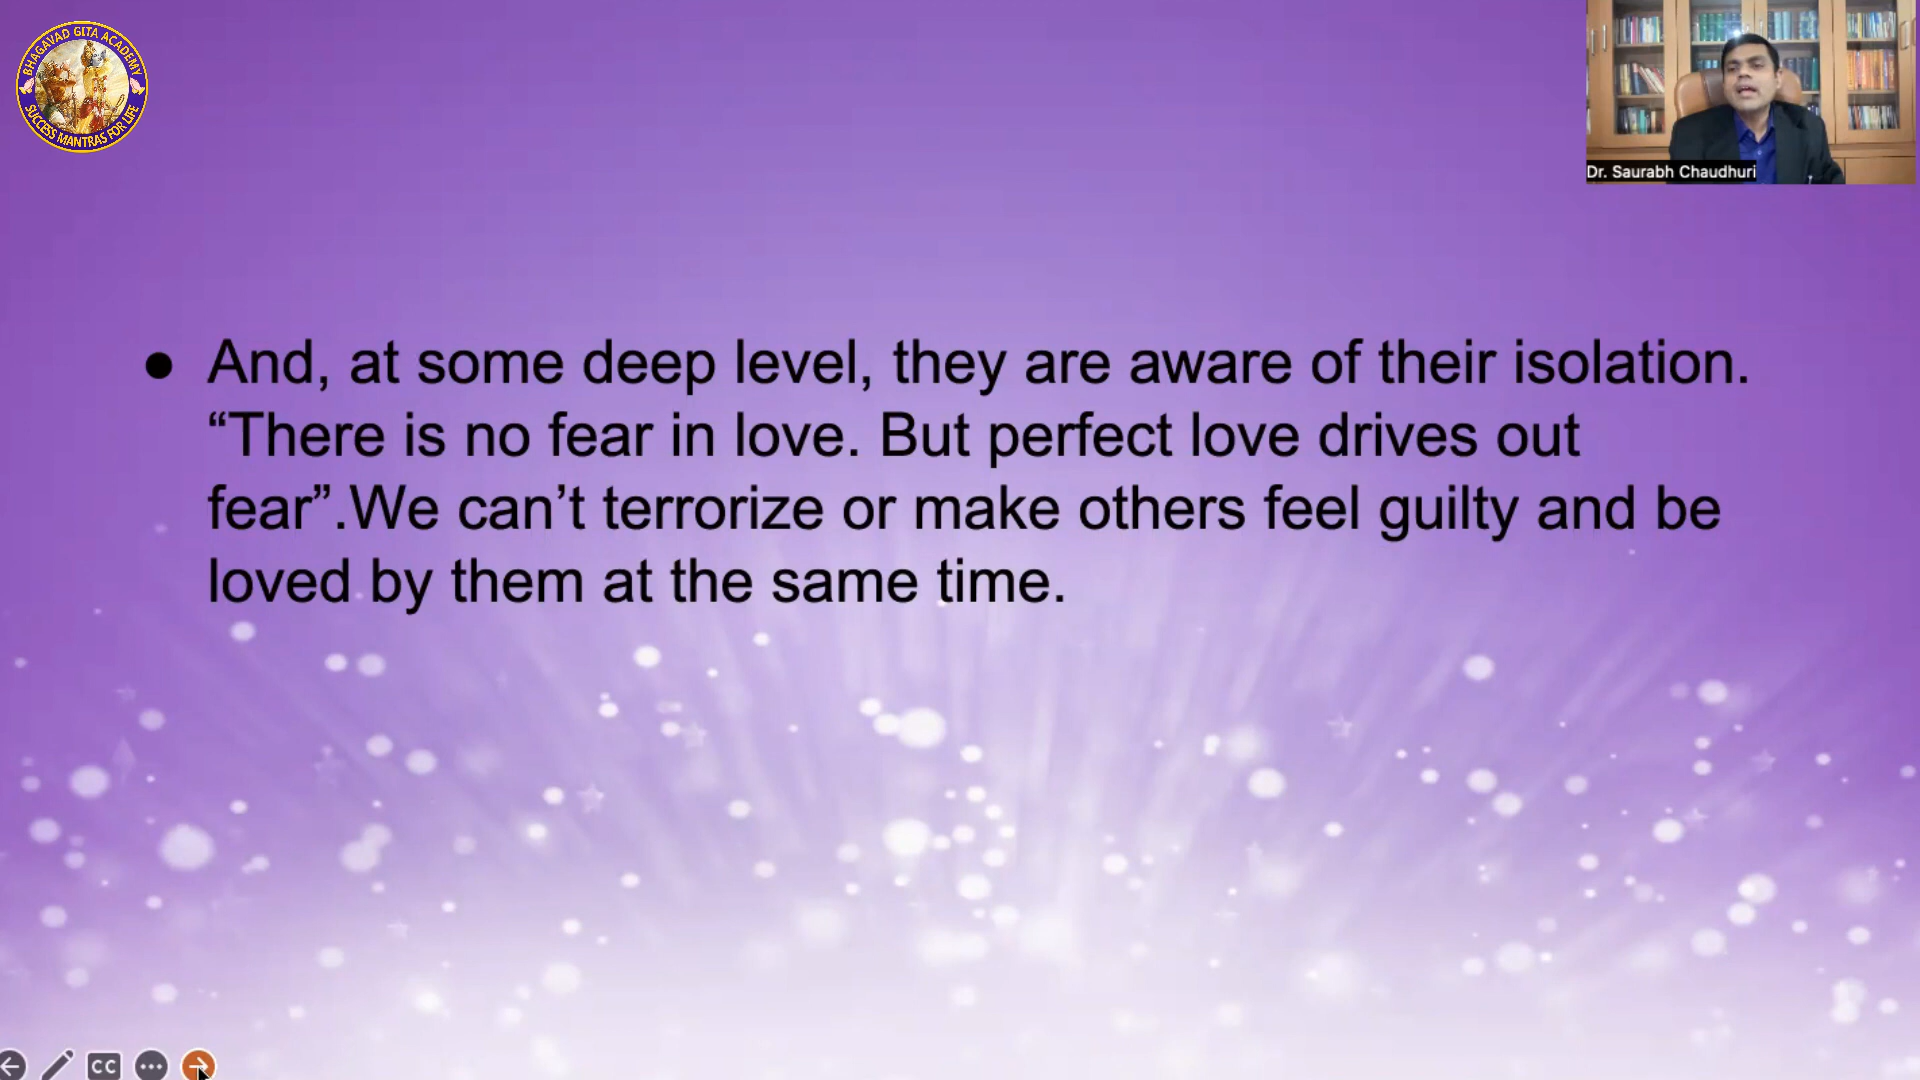 BHAGAVAD GITA ACADEMY
SUCCESS MANTRAS FOR LIFE
Dr. Saurabh Chaudhuri
● And, at some deep level, they are aware of their isolation.
“There is no fear in love. But perfect love drives out
fear”.We can’t terrorize or make others feel guilty and be
loved by them at the same time.
CC